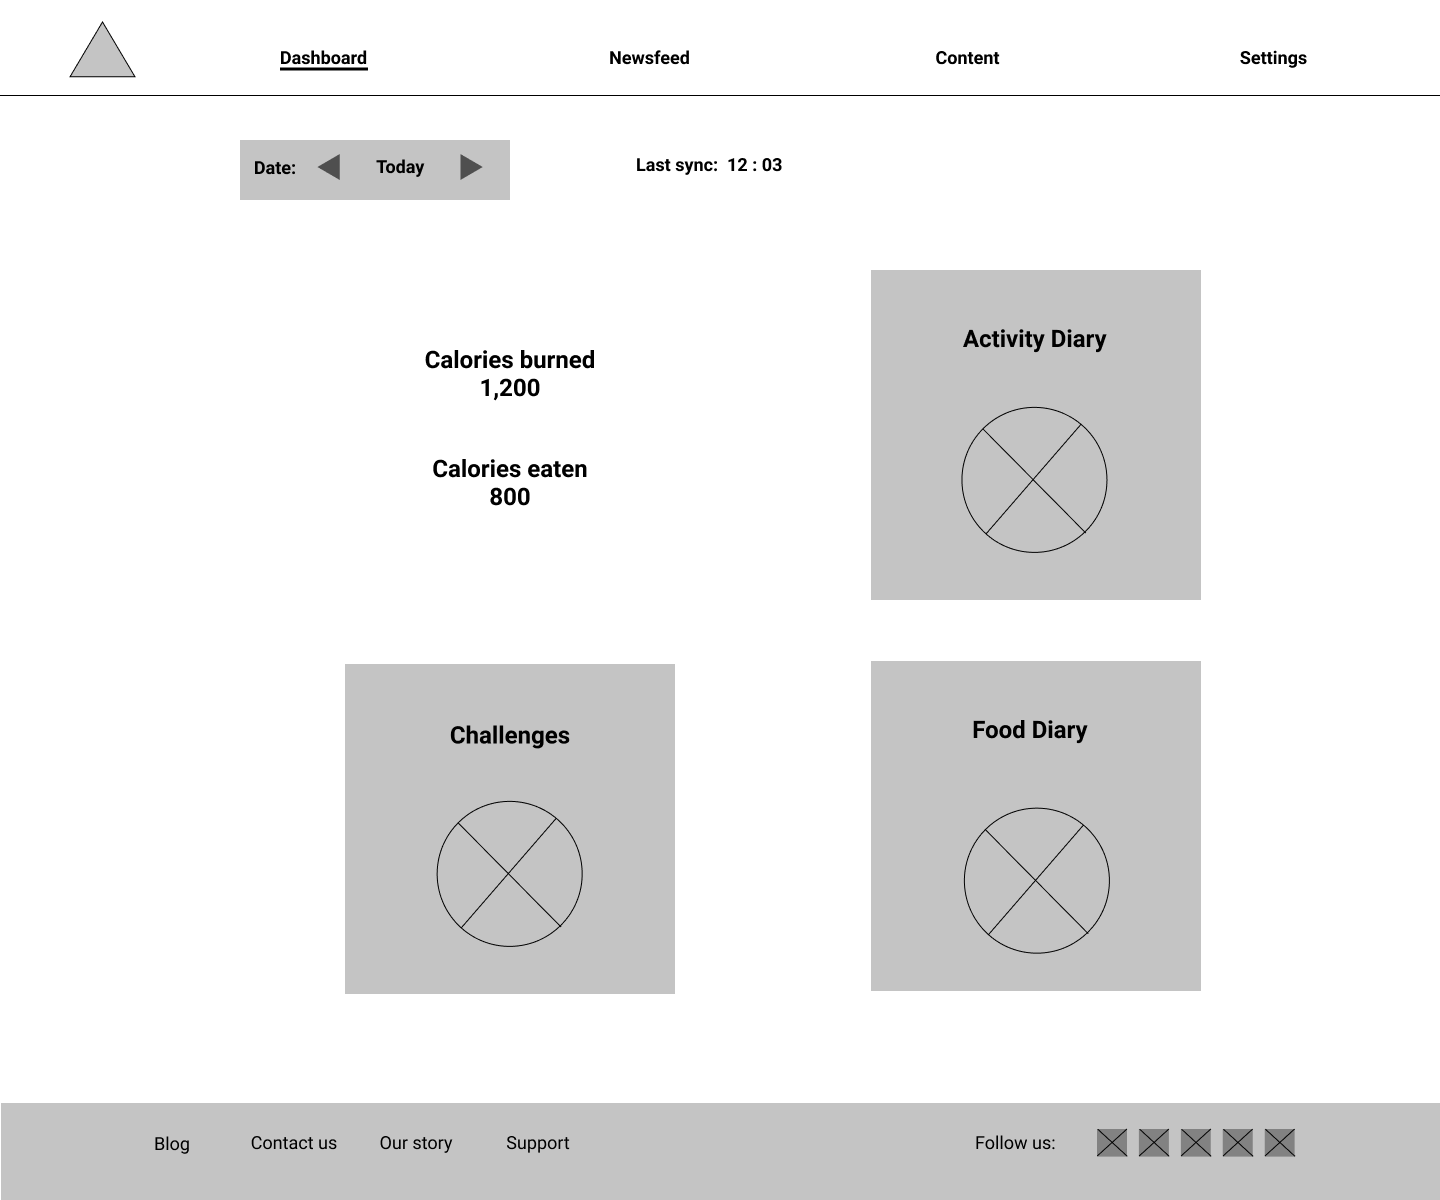 Dashboard
Newsfeed
Content
Settings
Date:
Today
Last sync: 12 : 03
Calories burned
1,200
Calories eaten
800
Activity Diary
Challenges
Food Diary
Blog
Contact us
Our story
Support
Follow us: